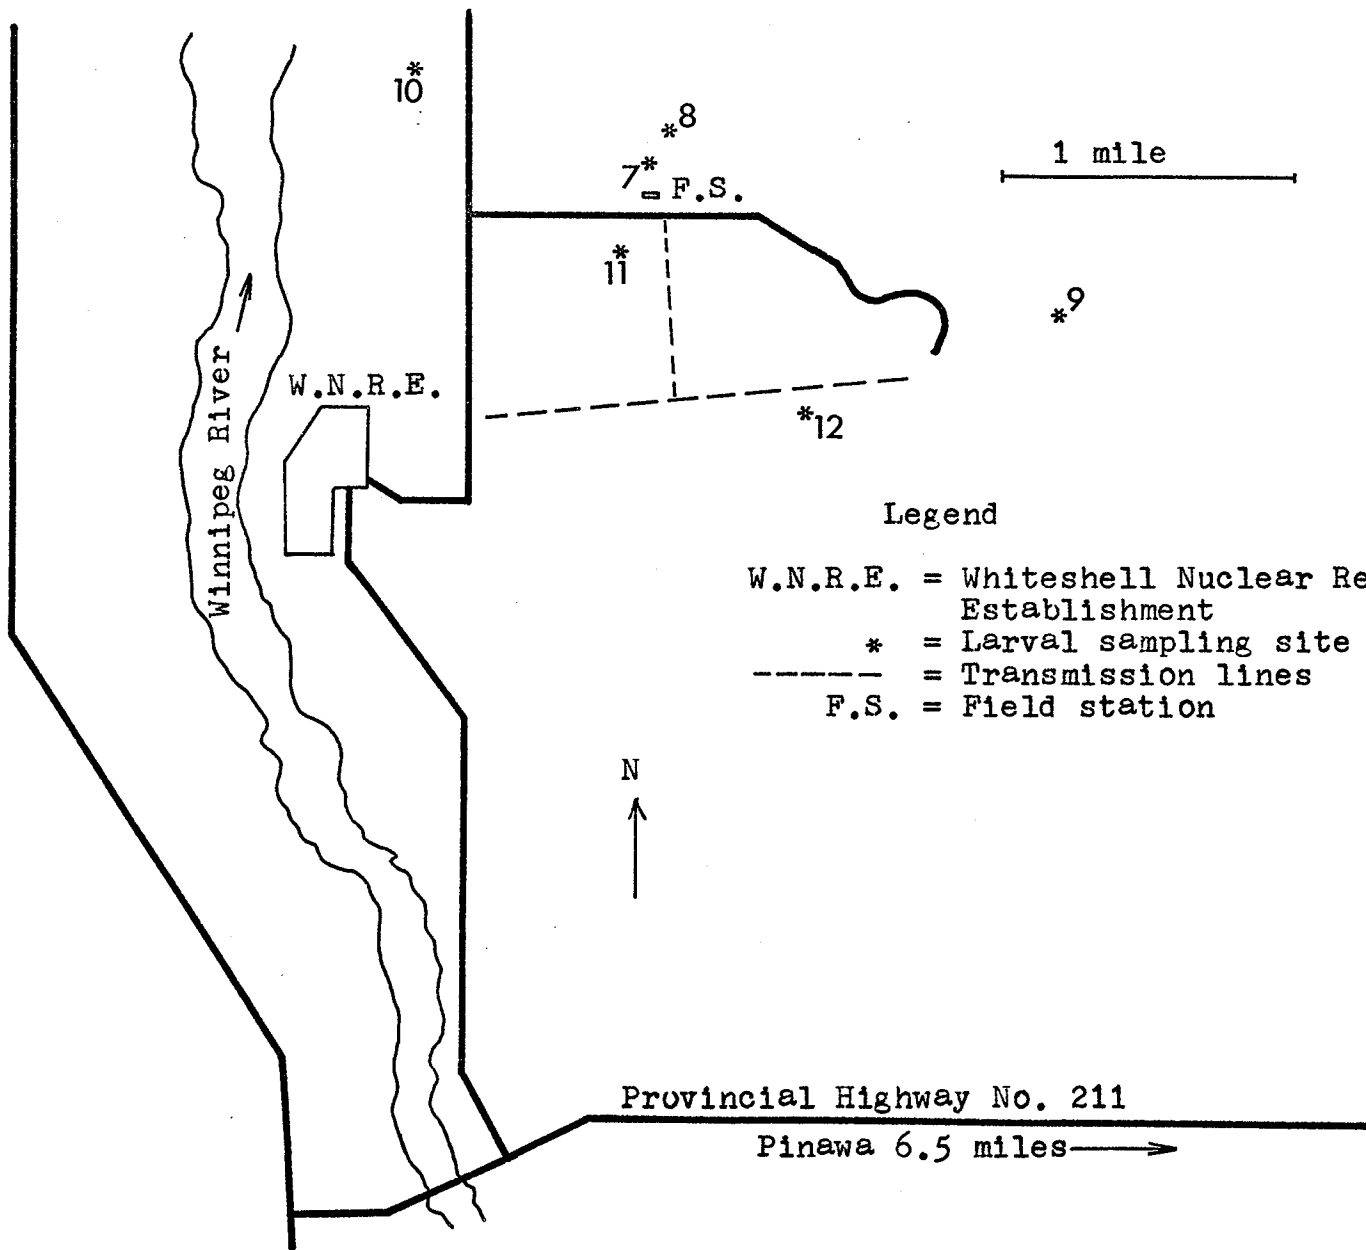 10*
*8
1 mile
7*
F.S.
11*
*9
W.N.R.E.
*12
Winnipeg River
Legend
W.N.R.E. = Whiteshell Nuclear Re
Establishment
* = Larval sampling site
----- = Transmission lines
F.S. = Field station
N
Provincial Highway No. 211
Pinawa 6.5 miles